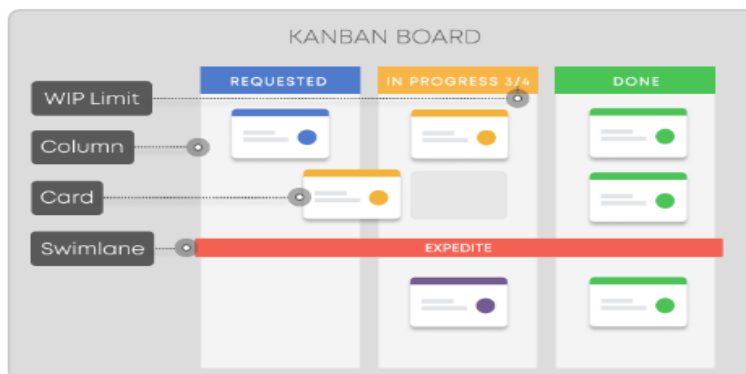 KANBAN BOARD
REQUESTED
IN PROGRESS 3/4
DONE
WIP Limit
Column
Card
Swimlane
EXPEDITE